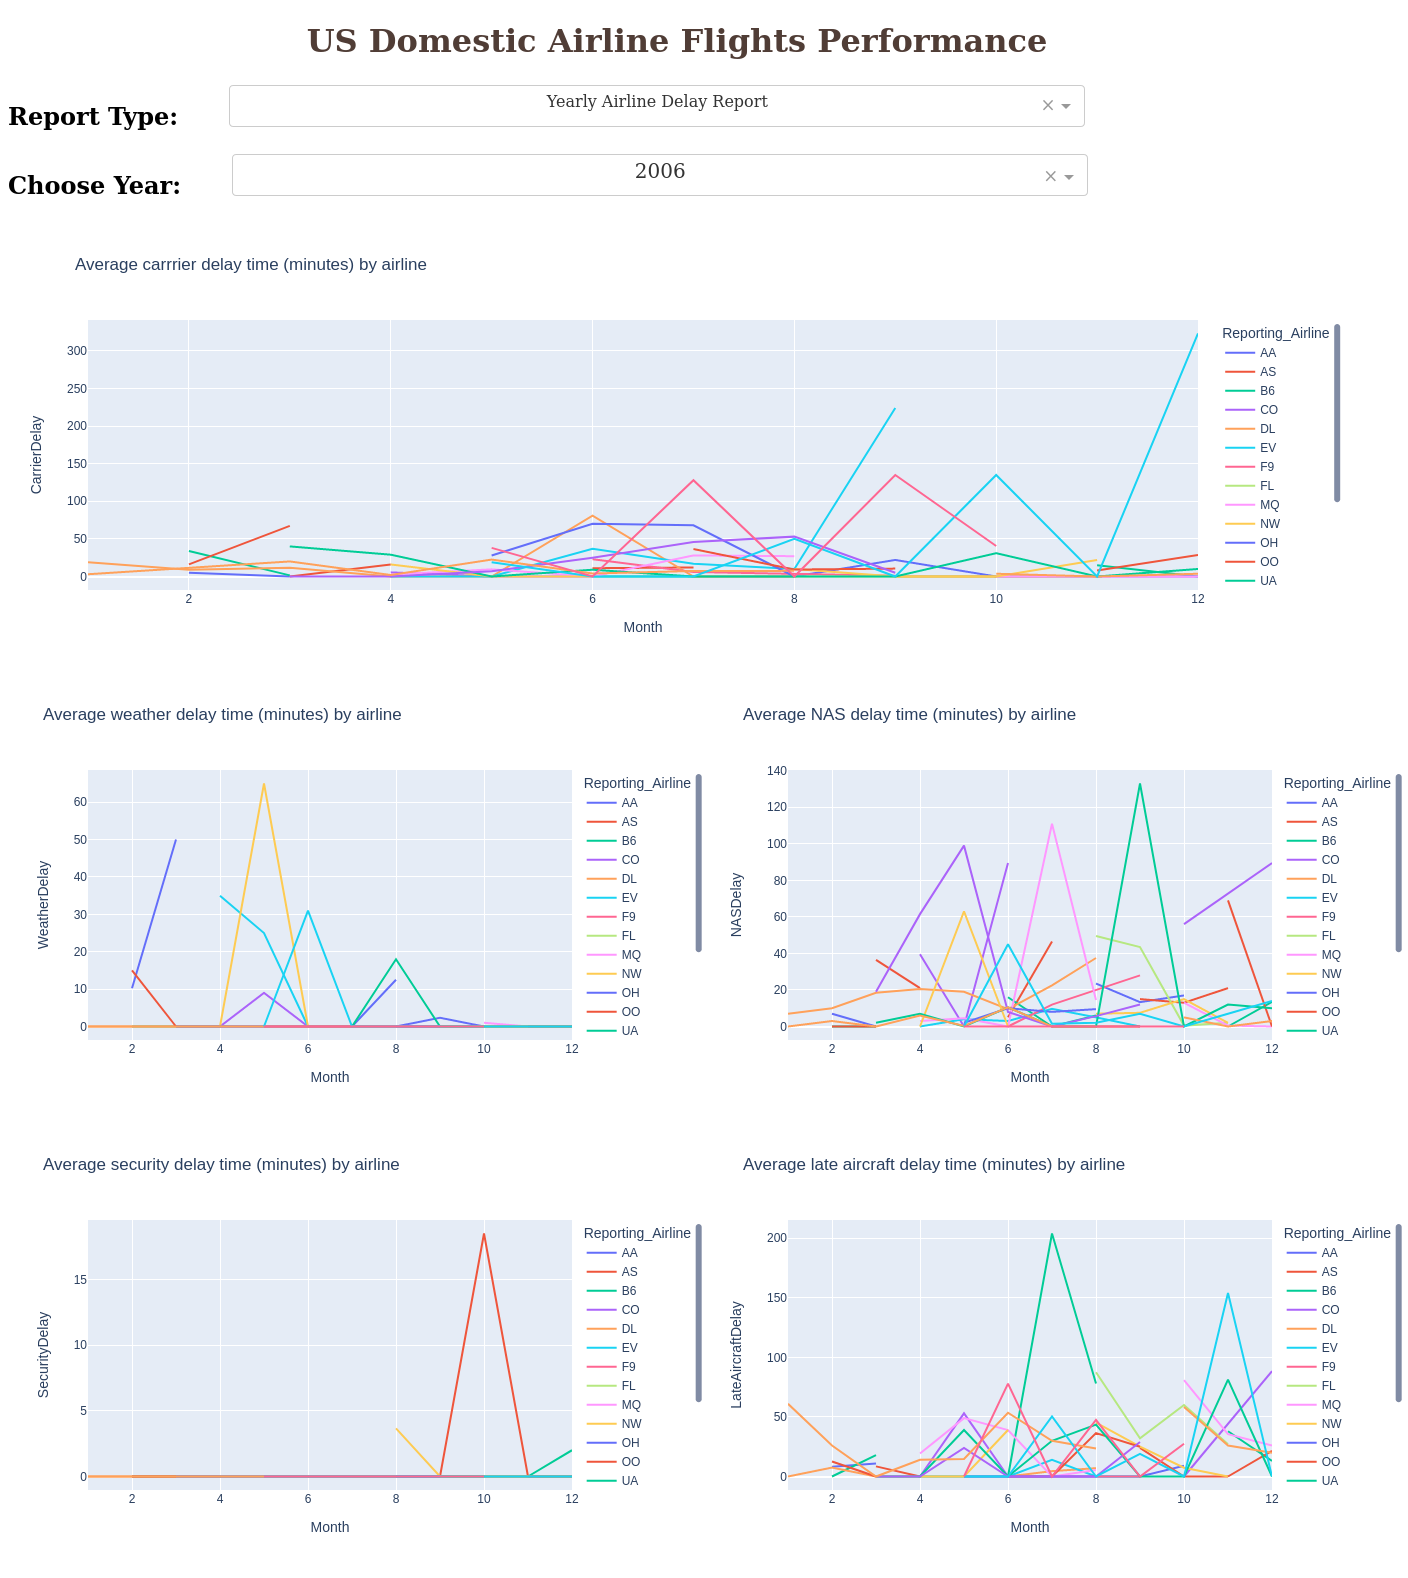 US Domestic Airline Flights Performance
Report Type:
Yearly Airline Delay Report
×
Choose Year:
2006
×
Average carrrier delay time (minutes) by airline
CarrierDelay
300
250
200
150
100
50
0
2 4 6 8 10 12
Month
Reporting_Airline
AA
AS
B6
CO
DL
EV
F9
FL
MQ
NW
OH
OO
UA
Average weather delay time (minutes) by airline
WeatherDelay
60
50
40
30
20
10
0
2 4 6 8 10 12
Month
Reporting_Airline
AA
AS
B6
CO
DL
EV
F9
FL
MQ
NW
OH
OO
UA
Average NAS delay time (minutes) by airline
NASDelay
140
120
100
80
60
40
20
0
2 4 6 8 10 12
Month
Reporting_Airline
AA
AS
B6
CO
DL
EV
F9
FL
MQ
NW
OH
OO
UA
Average security delay time (minutes) by airline
SecurityDelay
15
10
5
0
2 4 6 8 10 12
Month
Reporting_Airline
AA
AS
B6
CO
DL
EV
F9
FL
MQ
NW
OH
OO
UA
Average late aircraft delay time (minutes) by airline
LateAircraftDelay
200
150
100
50
0
2 4 6 8 10 12
Month
Reporting_Airline
AA
AS
B6
CO
DL
EV
F9
FL
MQ
NW
OH
OO
UA